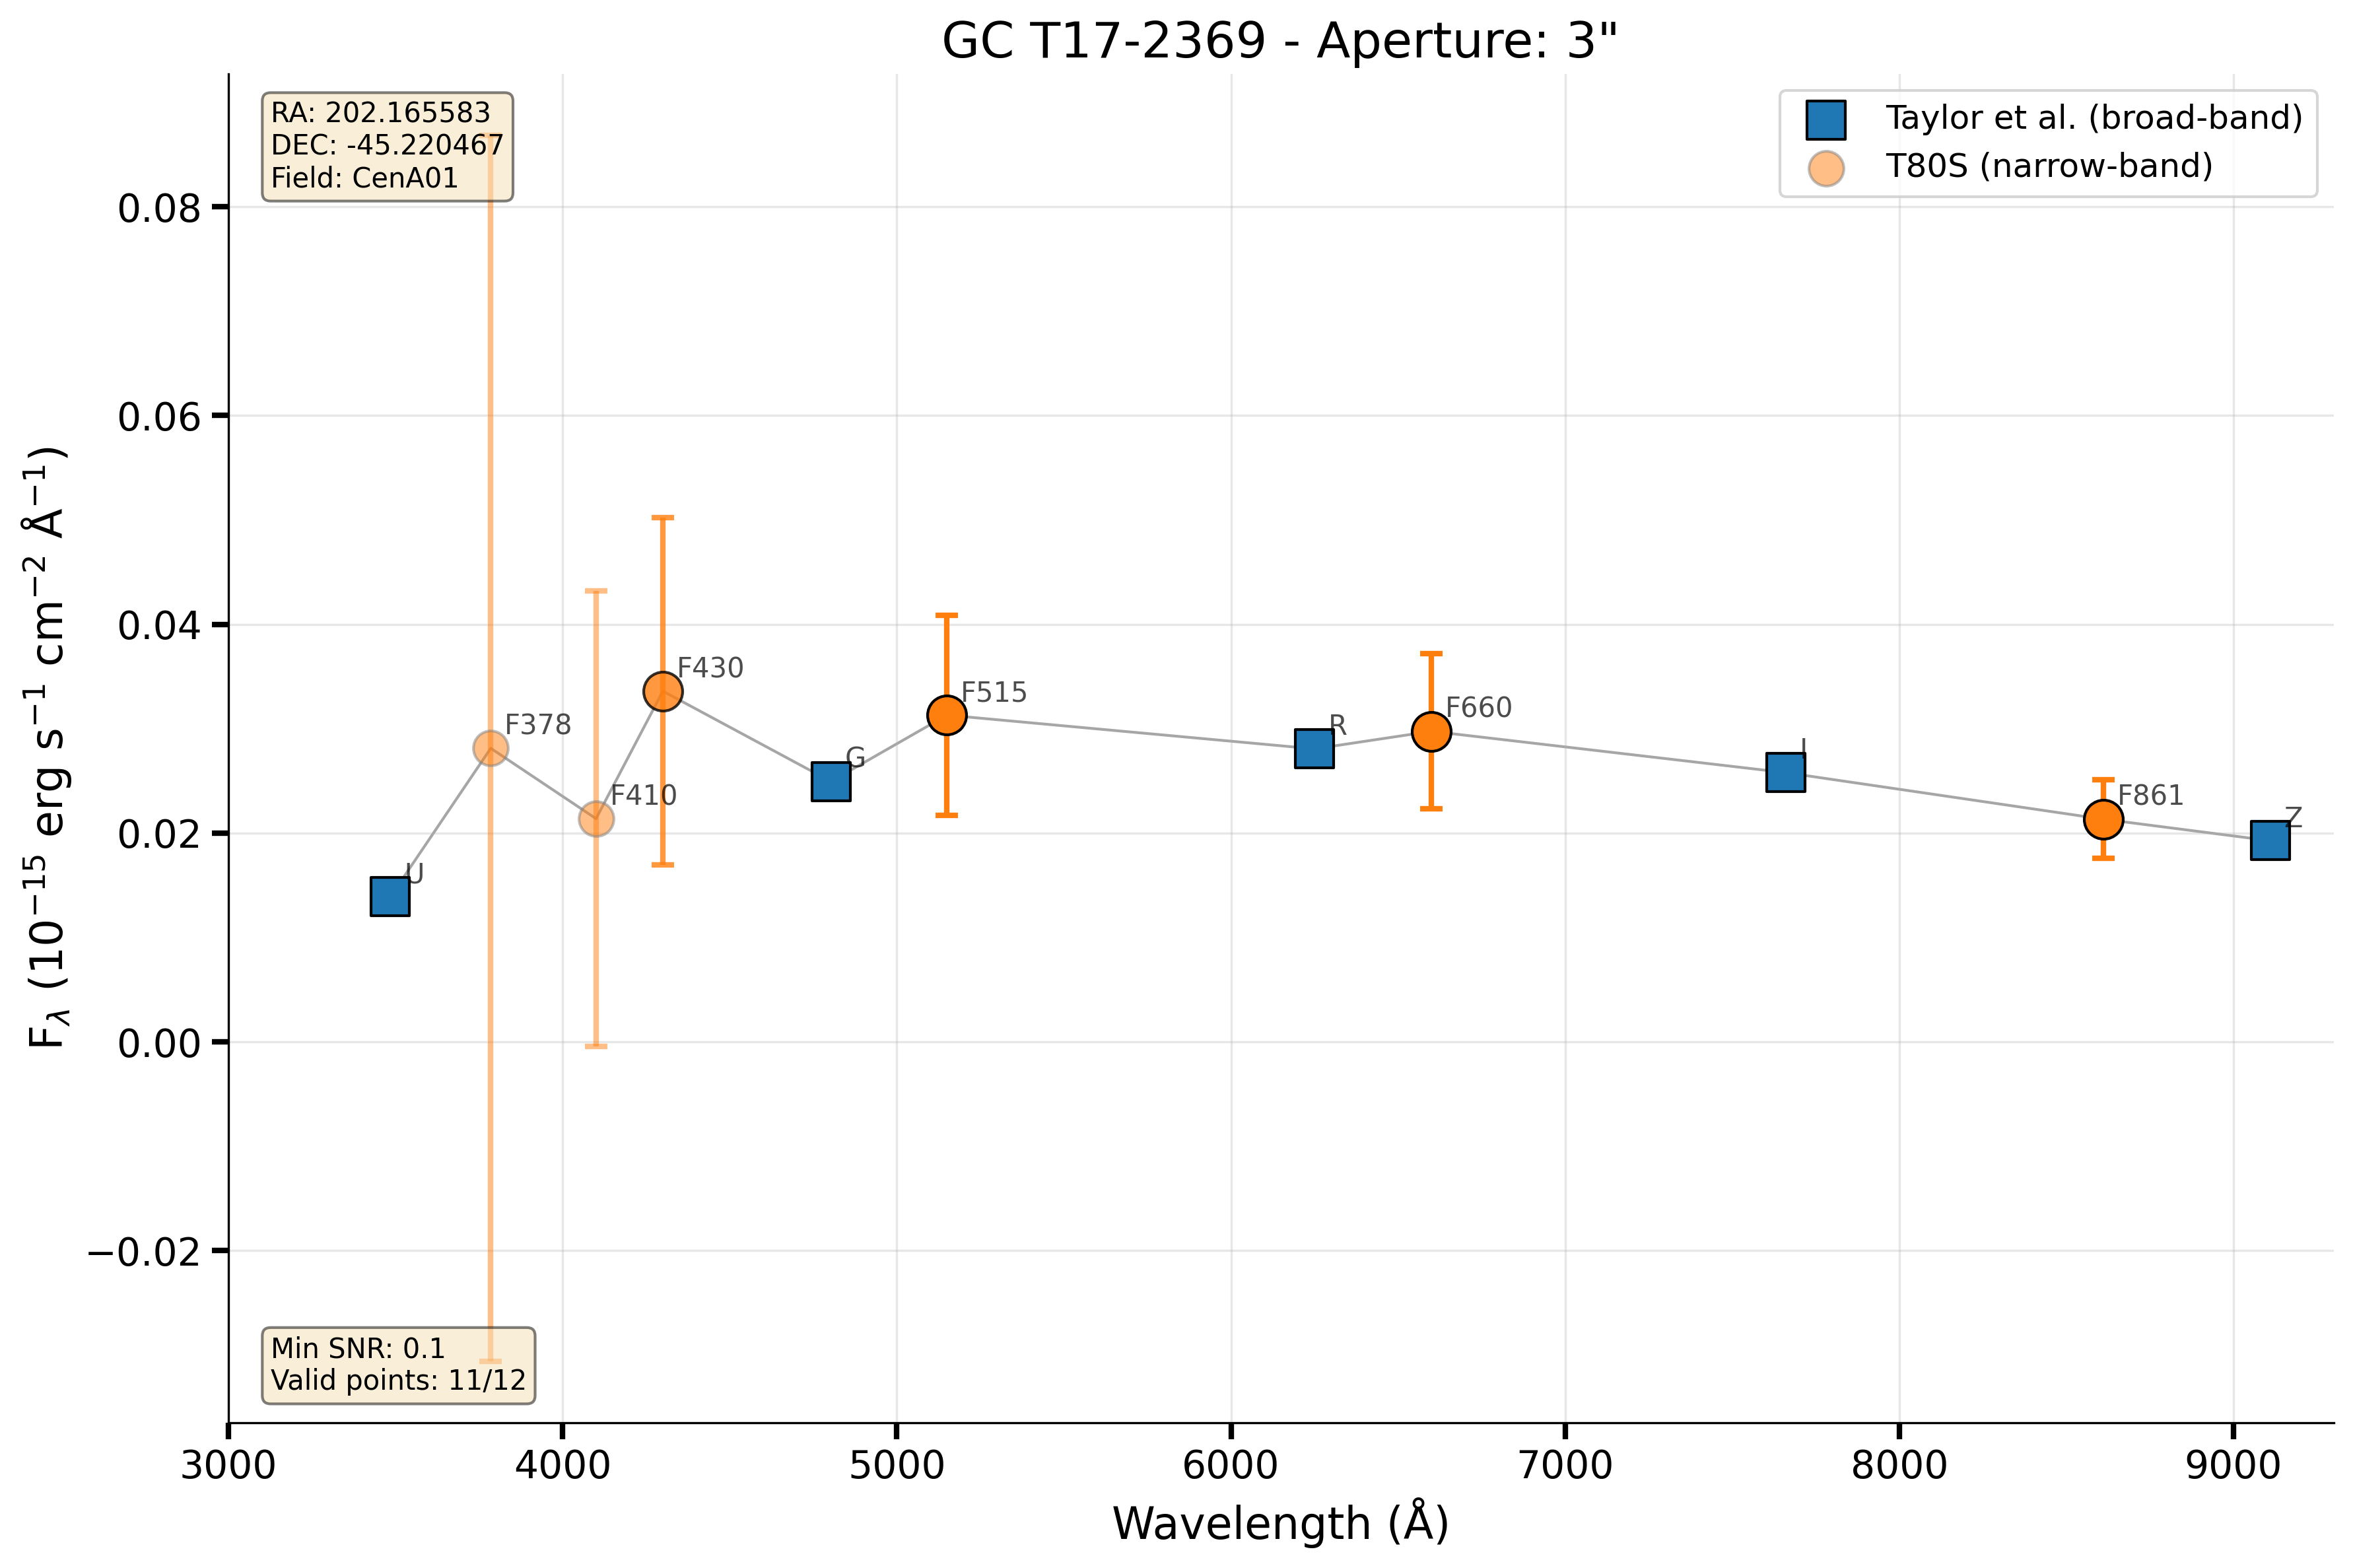 GC T17-2369 - Aperture: 3"
RA: 202.165583
DEC: -45.220467
Field: CenA01
Taylor et al. (broad-band)
T80S (narrow-band)
0.08
0.06
0.04
0.02
0.00
−0.02
F430
F515
F378
F660
R
G
I
F410
F861
Z
U
Min SNR: 0.1
Valid points: 11/12
3000 4000 5000 6000 7000 8000 9000
Wavelength (Å)
F_λ (10⁻¹⁵ erg s⁻¹ cm⁻² Å⁻¹)